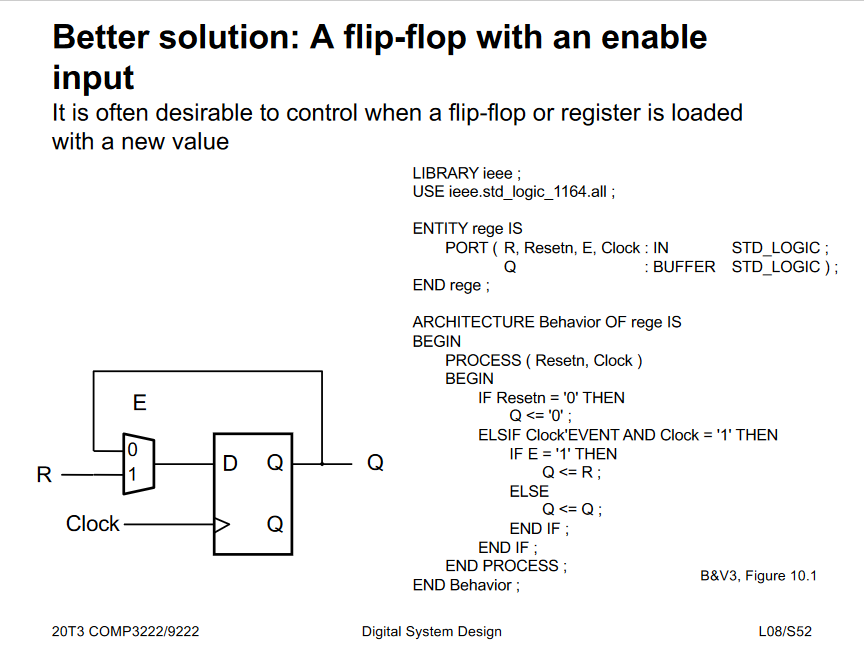 Better solution: A flip-flop with an enable
input
It is often desirable to control when a flip-flop or register is loaded
with a new value
LIBRARY ieee ;
USE ieee.std_logic_1164.all ;
ENTITY rege IS
PORT ( R, Resetn, E, Clock : IN STD_LOGIC ;
Q : BUFFER STD_LOGIC ) ;
END rege ;
ARCHITECTURE Behavior OF rege IS
BEGIN
PROCESS ( Resetn, Clock )
BEGIN
IF Resetn = '0' THEN
Q <= '0' ;
ELSIF Clock'EVENT AND Clock = '1' THEN
IF E = '1' THEN
Q <= R ;
ELSE
Q <= Q ;
END IF ;
END IF ;
END PROCESS ;
END Behavior ;
E
0
R 1
D Q
Q
Clock
Q
B&V3, Figure 10.1
20T3 COMP3222/9222 Digital System Design L08/S52